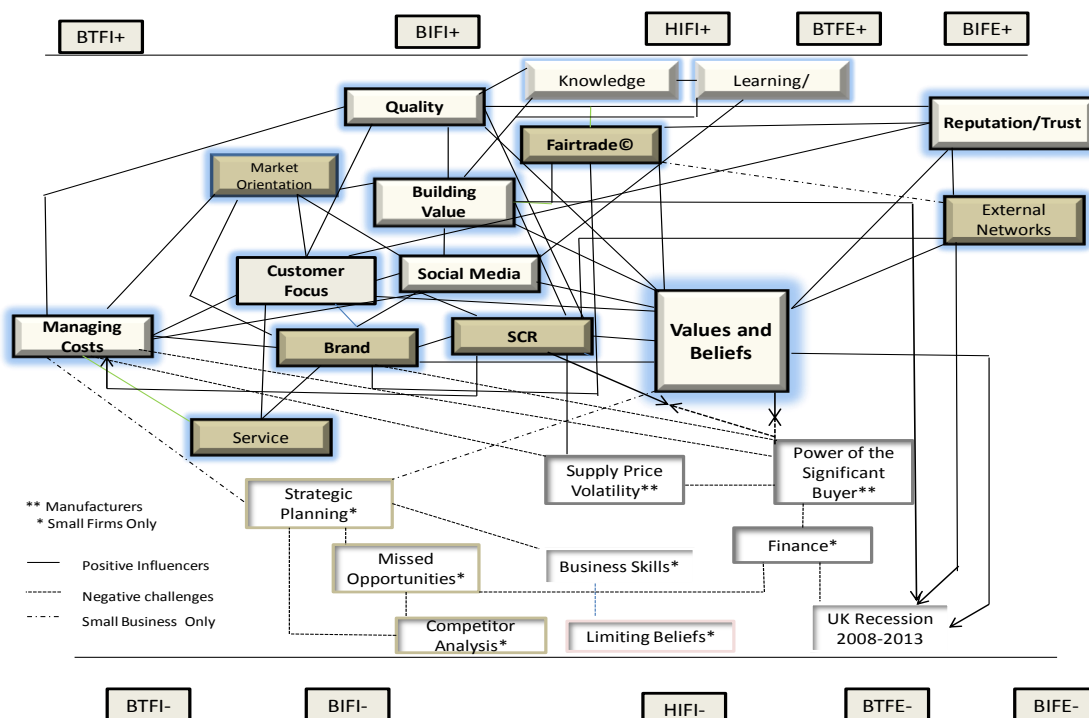 BTFI+
BIFI+
HIFI+
BTFE+
BIFE+
Knowledge
Learning/
Quality
Reputation/Trust
Fairtrade©
Market
Orientation
Building
Value
External
Networks
Customer
Focus
Social Media
Managing
Costs
Brand
SCR
Values and
Beliefs
Service
Supply Price
Volatility**
Power of the
Significant
Buyer**
** Manufacturers
* Small Firms Only
Strategic
Planning*
Missed
Opportunities*
Business Skills*
Finance*
Positive Influencers
Negative challenges
Small Business Only
Competitor
Analysis*
Limiting Beliefs*
UK Recession
2008-2013
BTFI-
BIFI-
HIFI-
BTFE-
BIFE-